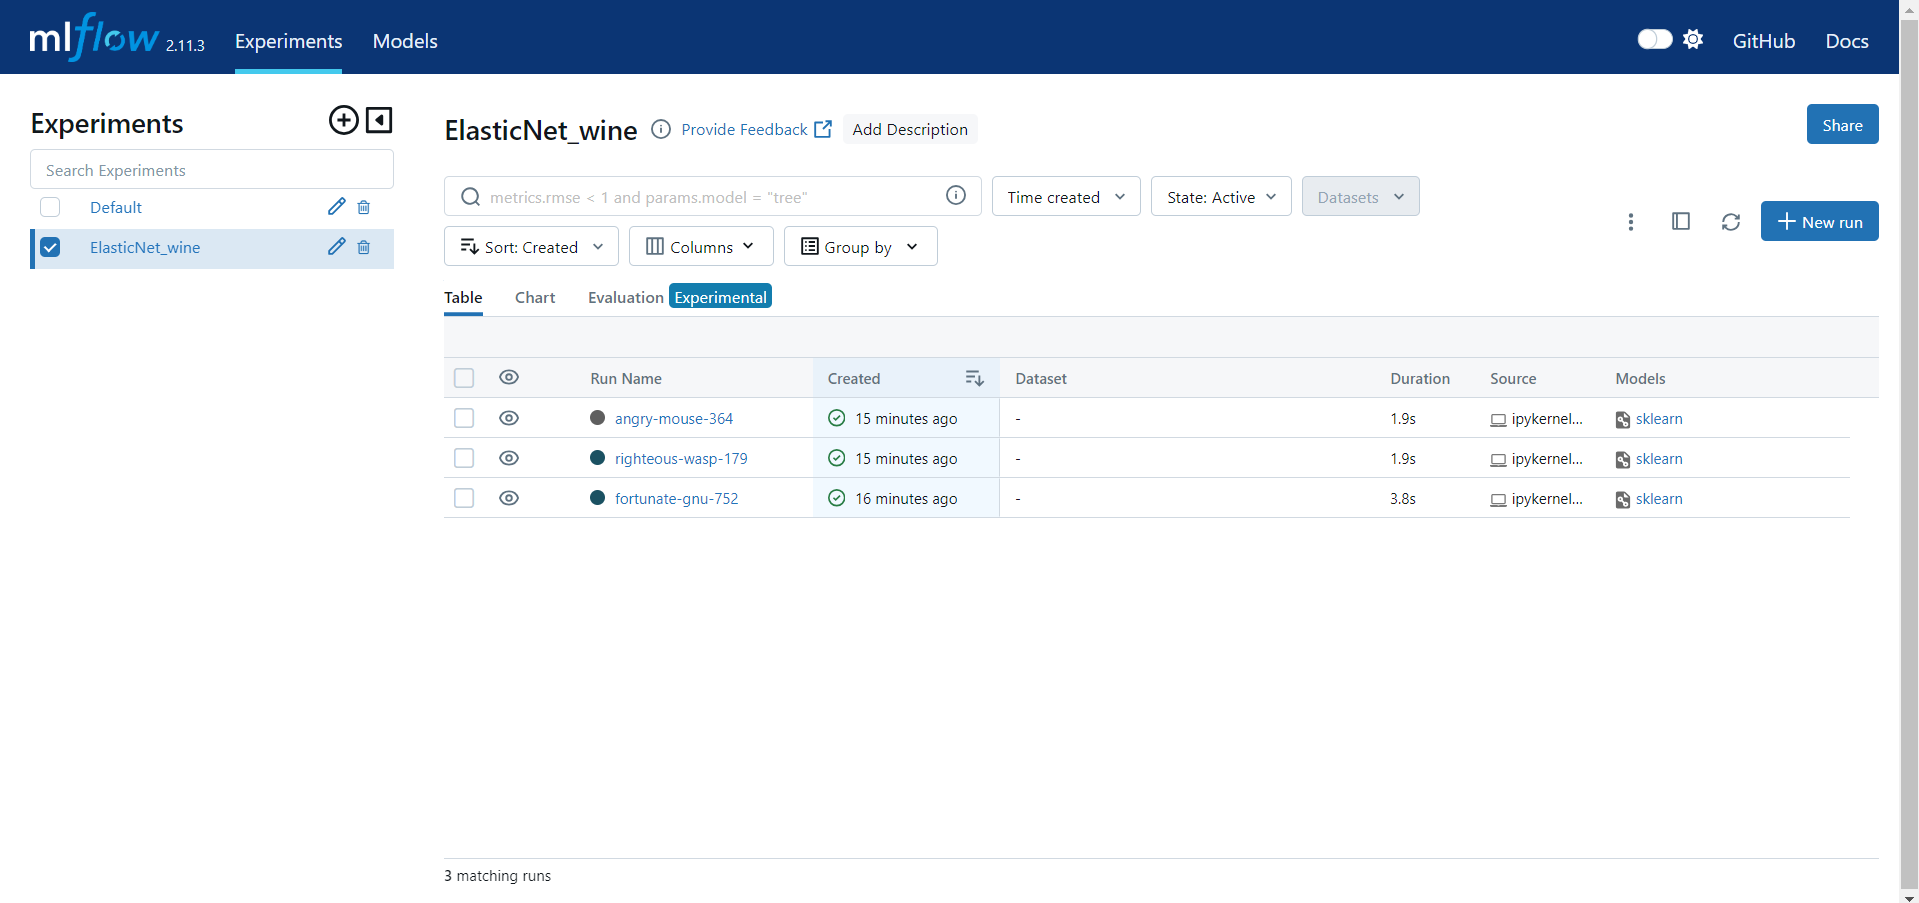 mlflow 2.11.3 Experiments Models GitHub Docs
Experiments
Search Experiments
Default
ElasticNet_wine
ElasticNet_wine Provide Feedback Add Description Share
metrics.rmse < 1 and params.model = "tree" Time created State: Active Datasets
Sort: Created Columns Group by New run
Table Chart Evaluation Experimental
Run Name Created Dataset Duration Source Models
angry-mouse-364 15 minutes ago - 1.9s ipykernel... sklearn
righteous-wasp-179 15 minutes ago - 1.9s ipykernel... sklearn
fortunate-gnu-752 16 minutes ago - 3.8s ipykernel... sklearn
3 matching runs